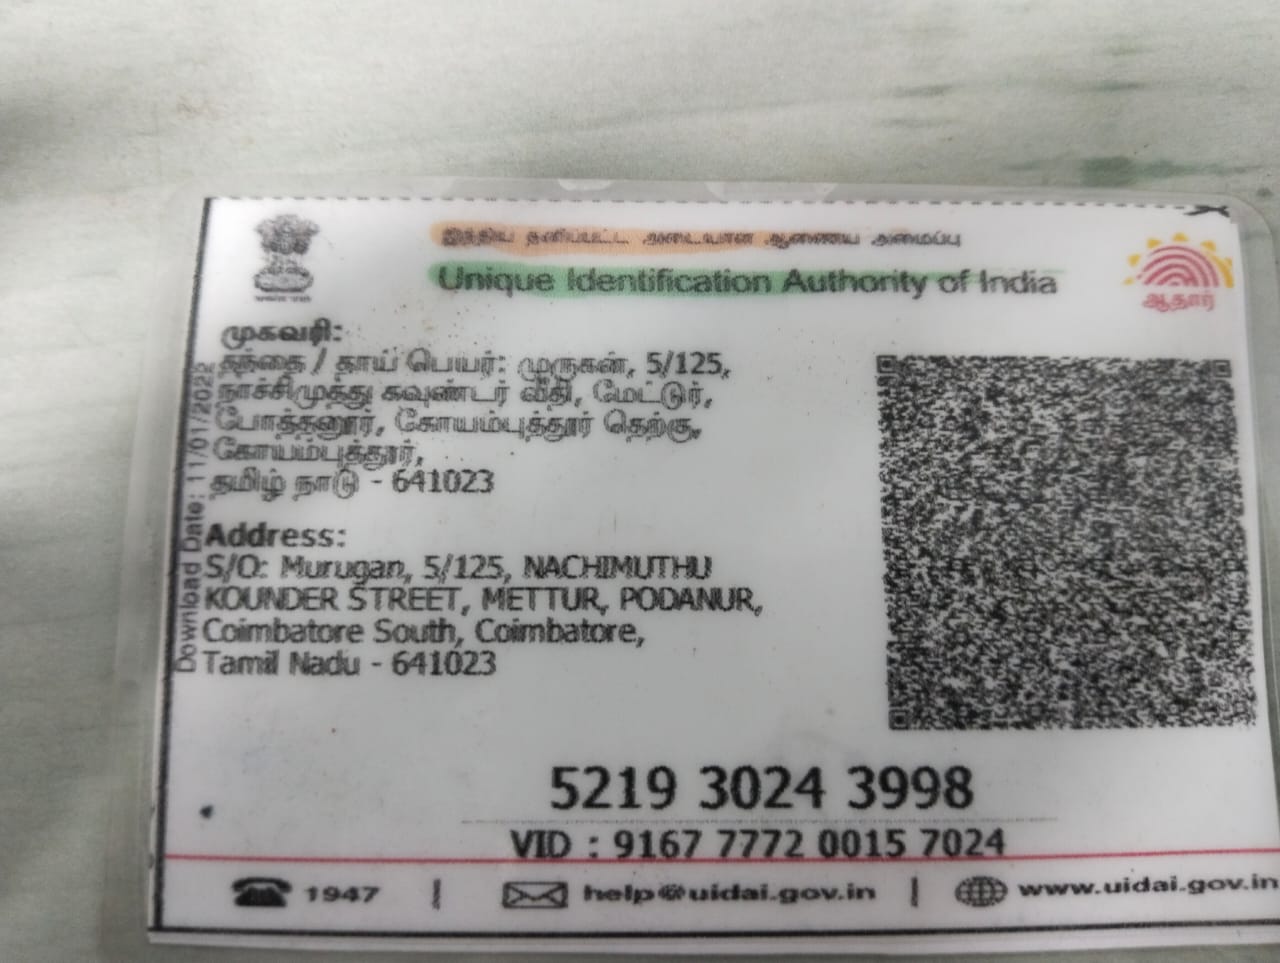 இந்திய தனிப்பட்ட அடையாள ஆணைய அமைப்பு
Unique Identification Authority of India
ஆதார்
முகவரி:
தந்தை / தாய் பெயர்: முருகன், 5/125,
நாச்சிமுத்து கவுண்டர் வீதி, மேட்டுர்,
போத்தனூர், கோயம்புத்தூர் தெற்கு,
கோயம்புத்தூர்,
தமிழ் நாடு - 641023
Address:
S/O: Murugan, 5/125, NACHIMUTHU
KOUNDER STREET, METTUR, PODANUR,
Coimbatore South, Coimbatore,
Tamil Nadu - 641023
Download Date: 11/01/2022
5219 3024 3998
VID : 9167 7772 0015 7024
1947 | help@uidai.gov.in | www.uidai.gov.in